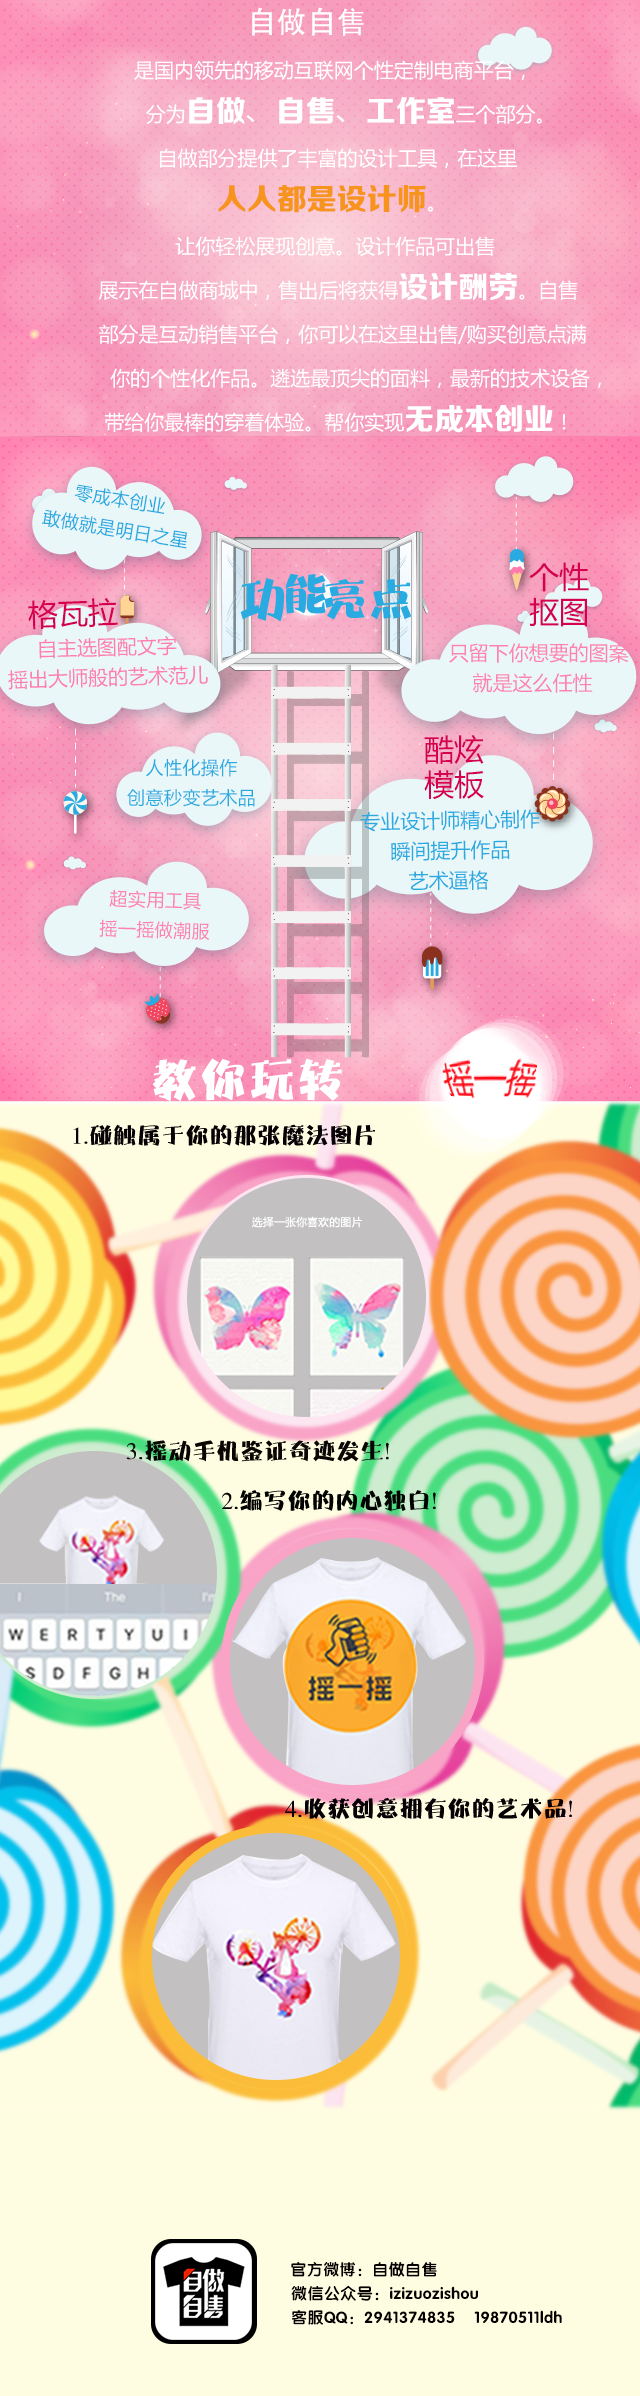 自做自售
是国内领先的移动互联网个性定制电商平台，
分为自做、自售、工作室三个部分。
自做部分提供了丰富的设计工具，在这里
人人都是设计师。
让你轻松展现创意。设计作品可出售
展示在自做商城中，售出后将获得设计酬劳。自售
部分是互动销售平台，你可以在这里出售/购买创意点满
你的个性化作品。遴选最顶尖的面料，最新的技术设备，
带给你最棒的穿着体验。帮你实现无成本创业！
零成本创业
敢做就是明日之星
功能亮点
格瓦拉
自主选图配文字
摇出大师般的艺术范儿
个性
抠图
只留下你想要的图案
就是这么任性
人性化操作
创意秒变艺术品
酷炫
模板
专业设计师精心制作
瞬间提升作品
艺术逼格
超实用工具
摇一摇做潮服
教你玩转
摇一摇
1.碰触属于你的那张魔法图片
选择一张你喜欢的图片
3.摇动手机鉴证奇迹发生!
2.编写你的内心独白!
I The I'm
W E R T Y U I
S D F G H
摇一摇
4.收获创意拥有你的艺术品!
自做
自售
官方微博：自做自售
微信公众号：izizuozishou
客服QQ：2941374835 19870511ldh